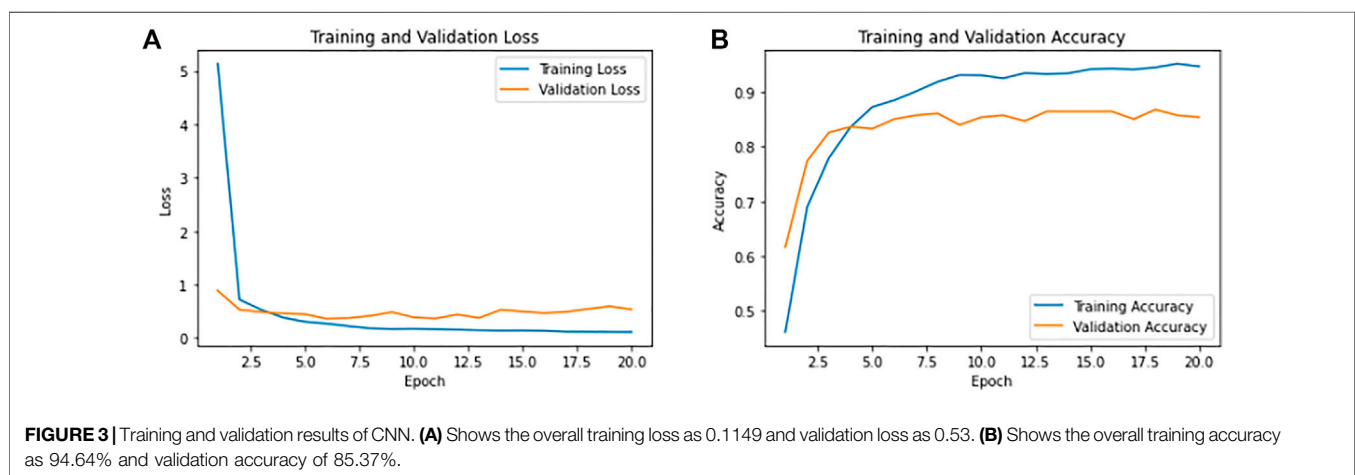 A
Training and Validation Loss
Training Loss
Validation Loss
5
4
3
2
1
0
Loss
2.5 5.0 7.5 10.0 12.5 15.0 17.5 20.0
Epoch
B
Training and Validation Accuracy
0.9
0.8
0.7
0.6
0.5
Accuracy
Training Accuracy
Validation Accuracy
2.5 5.0 7.5 10.0 12.5 15.0 17.5 20.0
Epoch
FIGURE 3 | Training and validation results of CNN. (A) Shows the overall training loss as 0.1149 and validation loss as 0.53. (B) Shows the overall training accuracy
as 94.64% and validation accuracy of 85.37%.